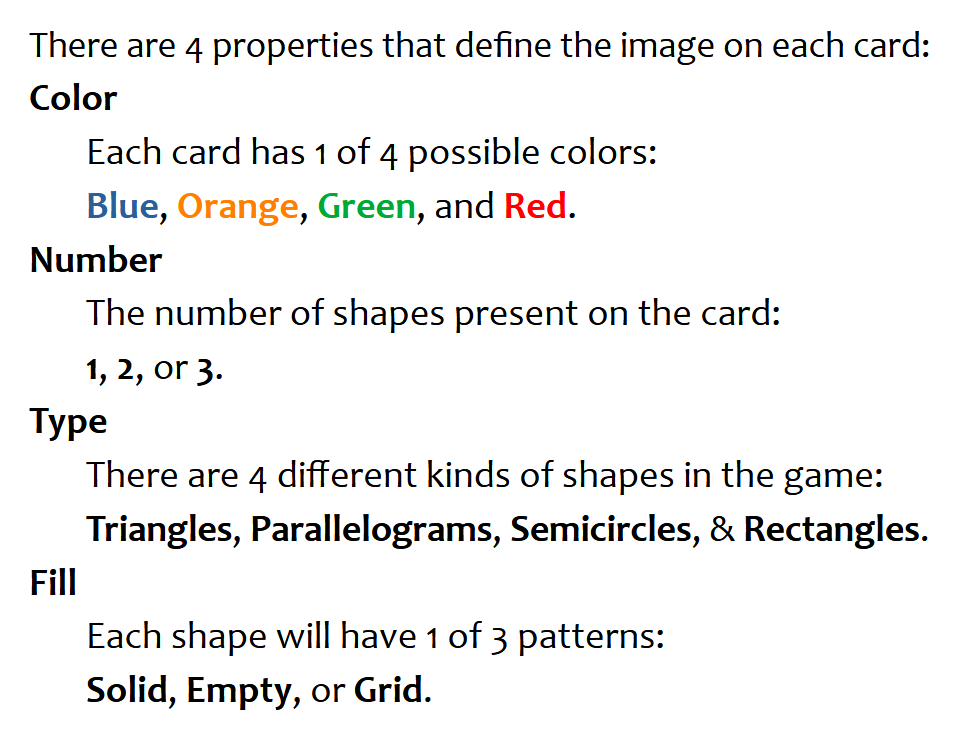 There are 4 properties that define the image on each card:
Color
Each card has 1 of 4 possible colors:
Blue, Orange, Green, and Red.
Number
The number of shapes present on the card:
1, 2, or 3.
Type
There are 4 different kinds of shapes in the game:
Triangles, Parallelograms, Semicircles, & Rectangles.
Fill
Each shape will have 1 of 3 patterns:
Solid, Empty, or Grid.